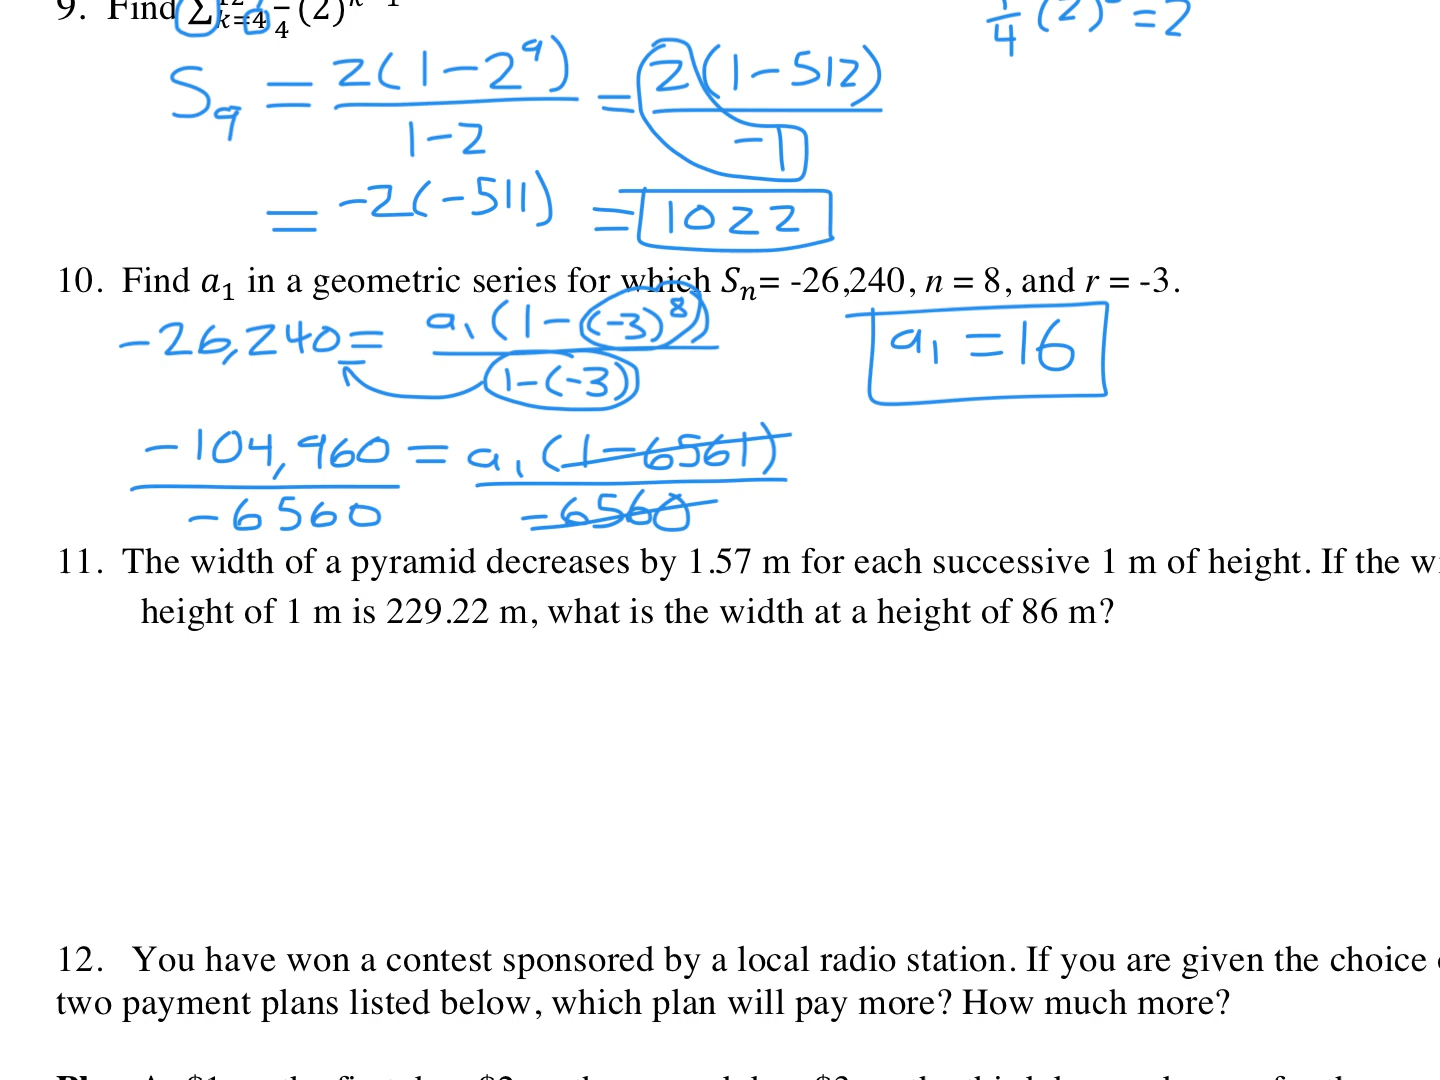 9. Find ∑ k=4 1/4 (2)
1/4 (2) = 2
S₉ = 2(1-2⁹) / 1-2 = 2(1-512) / -1
= -2(-511) = 1022
10. Find a₁ in a geometric series for which Sₙ= -26,240, n = 8, and r = -3.
-26,240 = a₁(1-(-3)⁸) / 1-(-3)
a₁ = 16
-104,960 / -6560 = a₁(1-6561) / -6560
11. The width of a pyramid decreases by 1.57 m for each successive 1 m of height. If the
height of 1 m is 229.22 m, what is the width at a height of 86 m?
12. You have won a contest sponsored by a local radio station. If you are given the choice
two payment plans listed below, which plan will pay more? How much more?